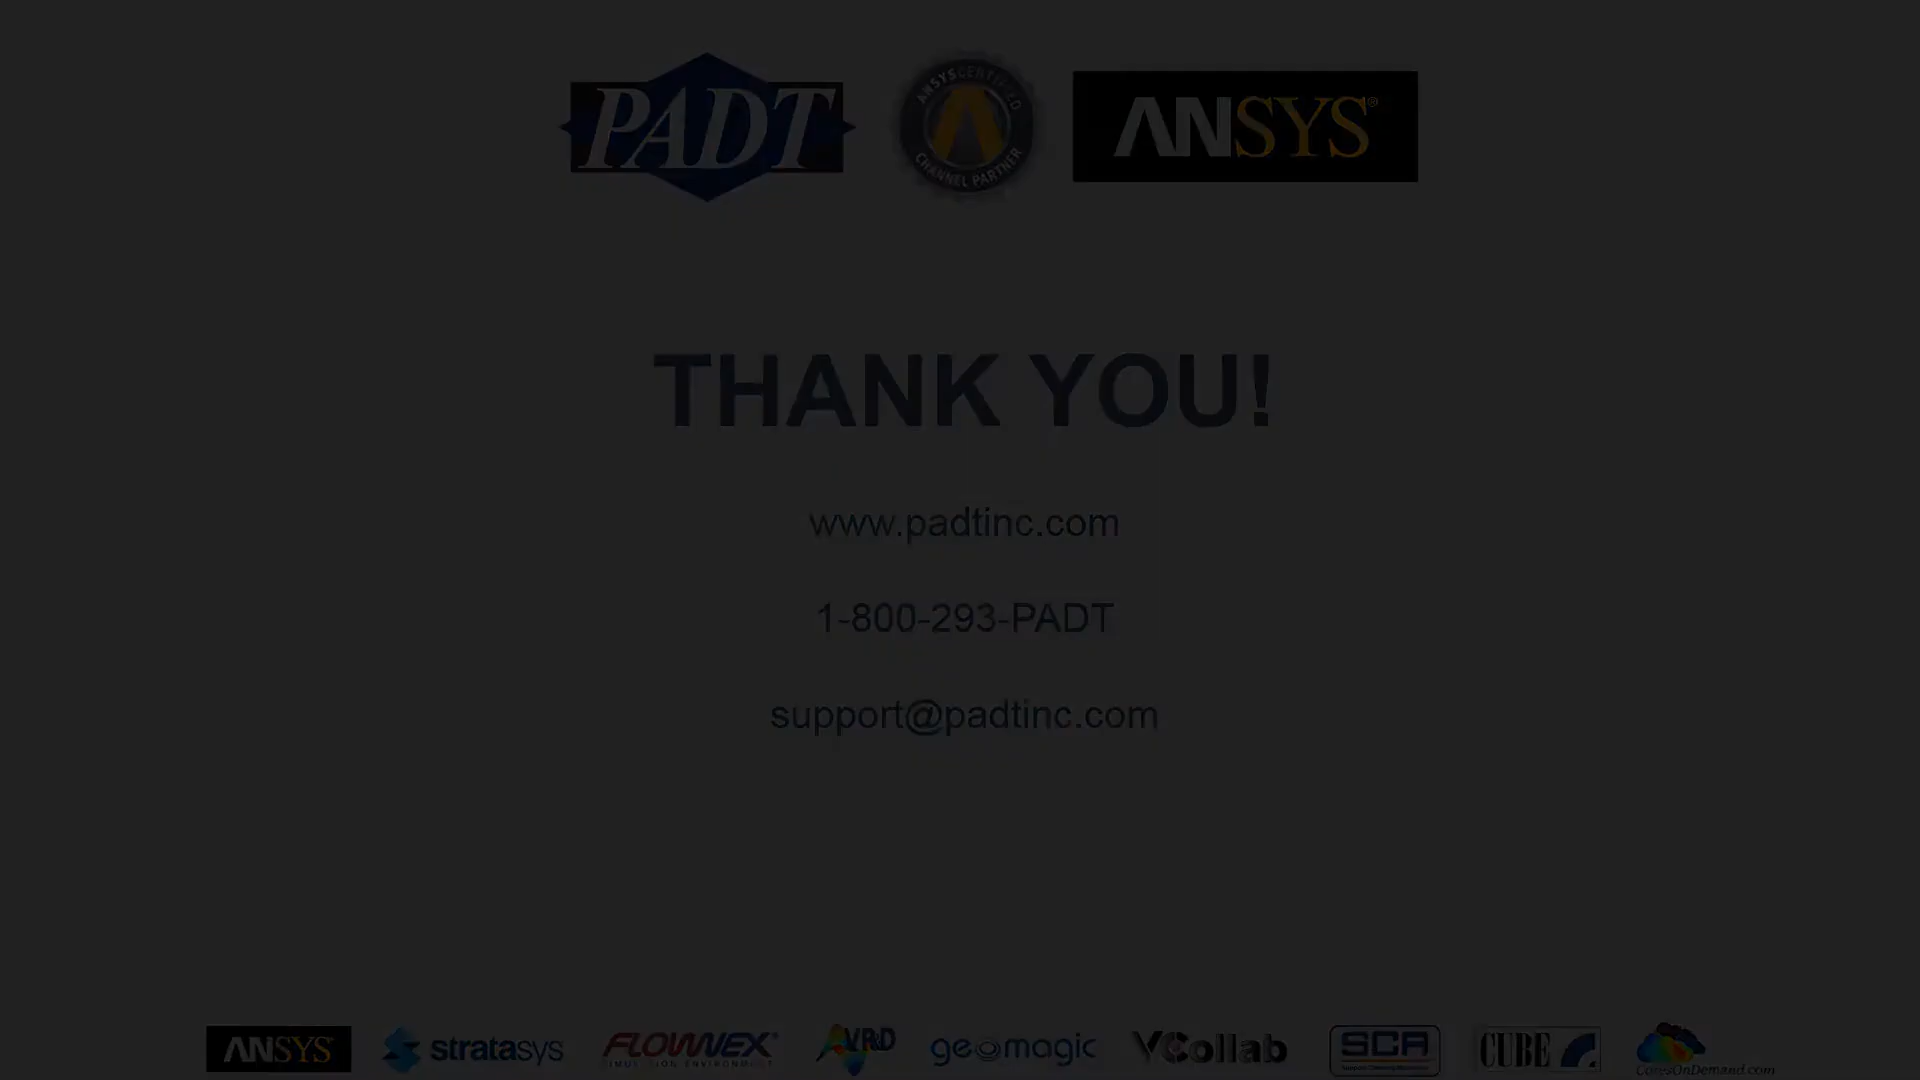 PADT
ANSYS CERTIFIED
CHANNEL PARTNER
ANSYS®
THANK YOU!
www.padtinc.com
1-800-293-PADT
support@padtinc.com
ANSYS
stratasys
FLOWNEX®
SIMULATION ENVIRONMENT
geomagic
VCollab
SCA
CUBE
CoresOnDemand.com